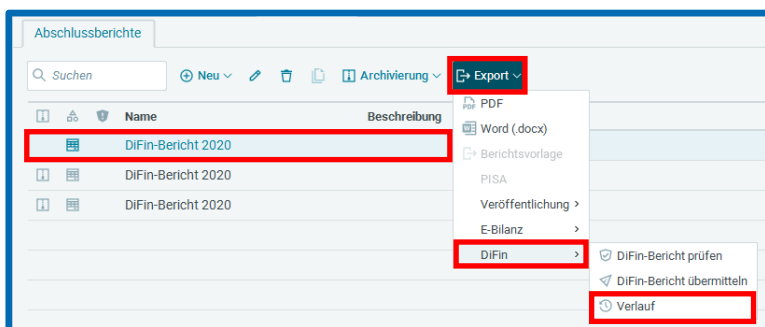 Abschlussberichte
Suchen Neu Archivierung Export
Name Beschreibung
PDF PDF
DiFin-Bericht 2020
Word (.docx)
Berichtsvorlage
DiFin-Bericht 2020
PISA
DiFin-Bericht 2020
Veröffentlichung >
E-Bilanz >
DiFin >
DiFin-Bericht prüfen
DiFin-Bericht übermitteln
Verlauf